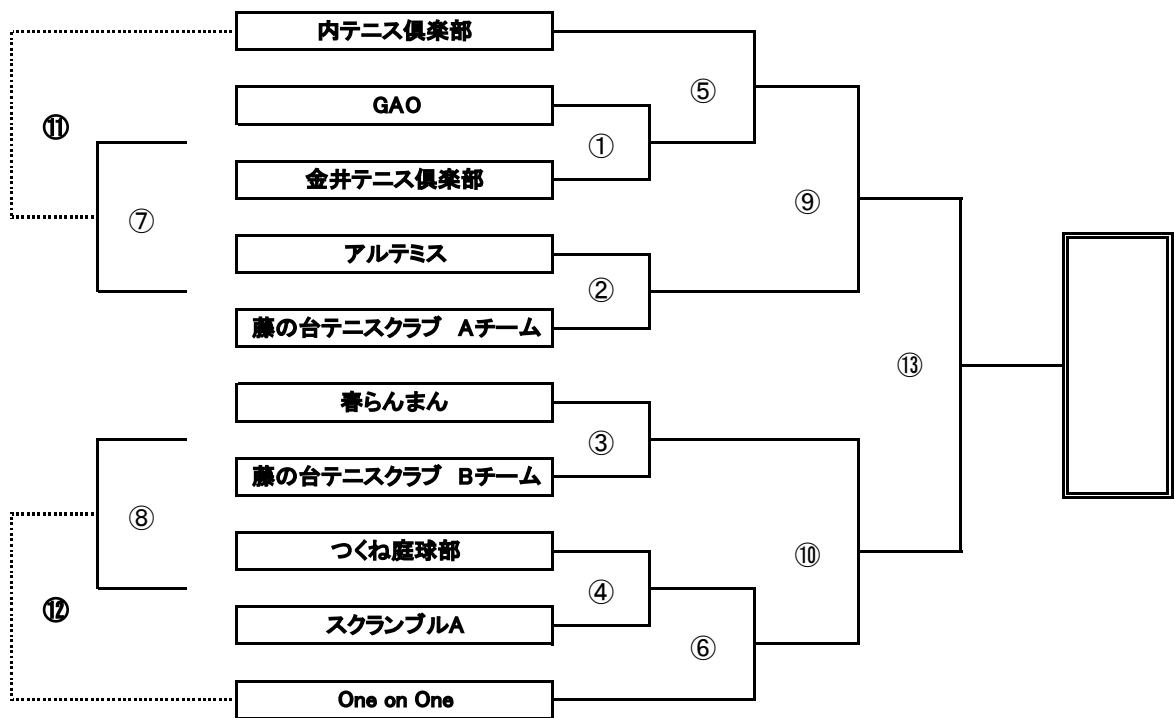 内テニス倶楽部
⑤
GAO
⑪
①
金井テニス倶楽部
⑨
⑦
アルテミス
②
藤の台テニスクラブ　Aチーム
⑬
春らんまん
③
藤の台テニスクラブ　Bチーム
⑧
つくね庭球部
⑩
④
⑫
スクランブルA
⑥
One on One